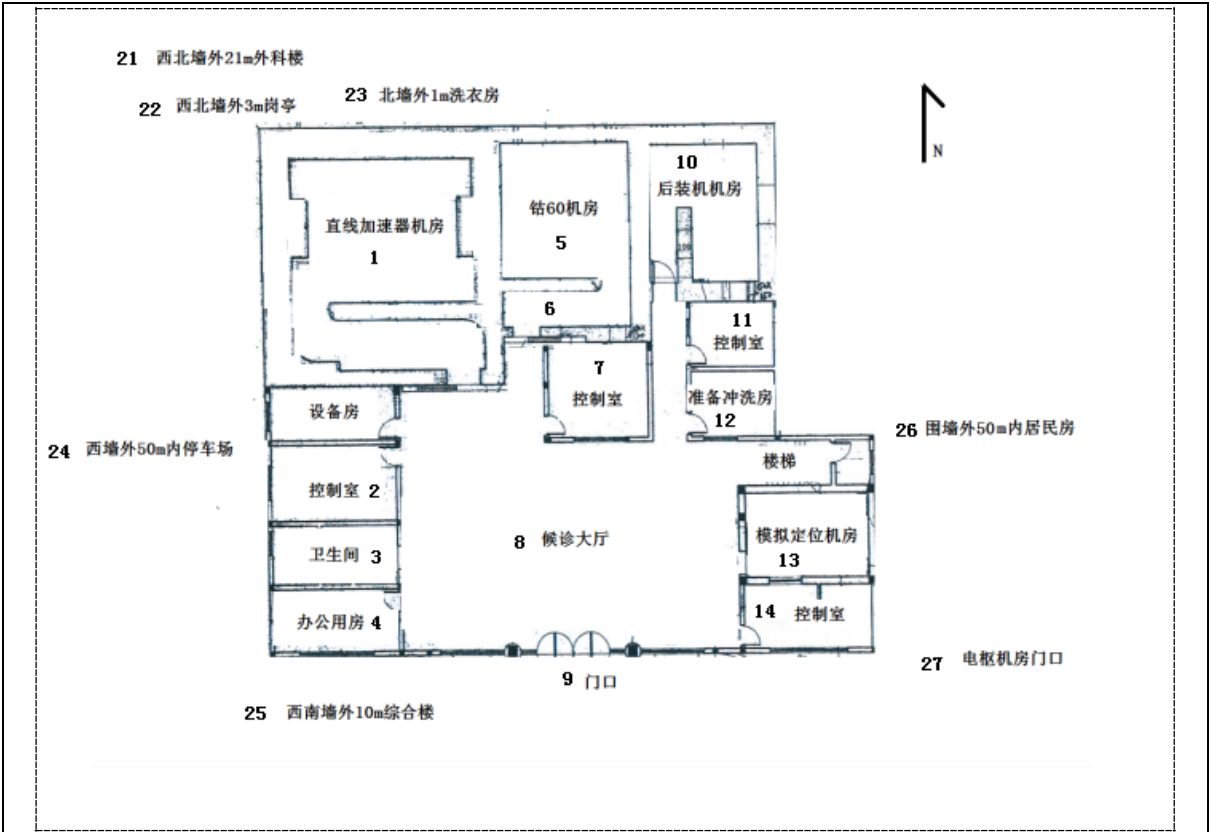 21 西北墙外21m外科楼
23 北墙外1m洗衣房
22 西北墙外3m岗亭
N
10
后装机机房
钴60机房
5
直线加速器机房
1
6
11
控制室
7
控制室
准备冲洗房
12
设备房
24 西墙外50m内停车场
26 围墙外50m内居民房
楼梯
控制室 2
8 候诊大厅
模拟定位机房
13
卫生间 3
办公用房 4
14 控制室
27 电枢机房门口
9 门口
25 西南墙外10m综合楼